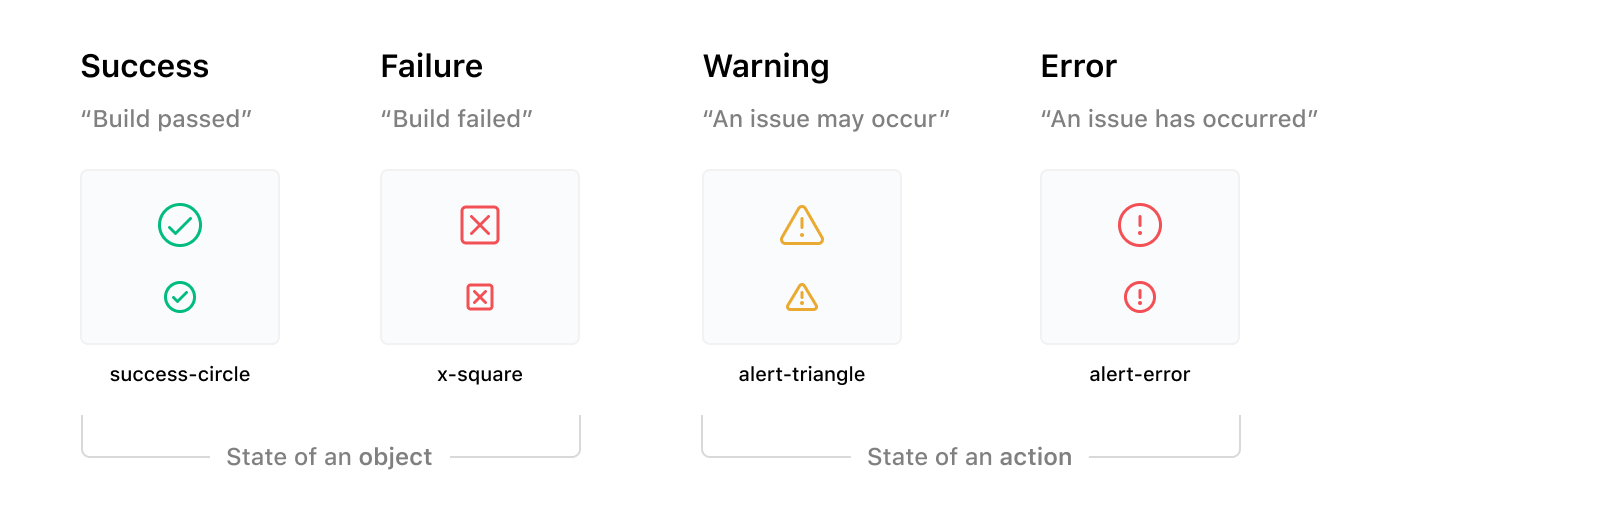 Success
“Build passed”
success-circle
Failure
“Build failed”
x-square
State of an object
Warning
“An issue may occur”
alert-triangle
Error
“An issue has occurred”
alert-error
State of an action